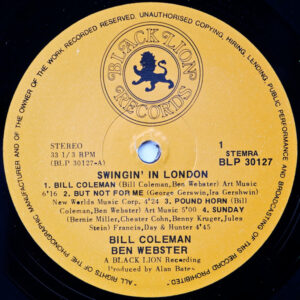 ALL RIGHTS OF THE PHONOGRAPHIC MANUFACTURER AND OF THE OWNER OF THE WORK RECORDED RESERVED. UNAUTHORISED COPYING, HIRING, LENDING, PUBLIC PERFORMANCE AND BROADCASTING OF THIS RECORD PROHIBITED"
BLACK LION
RECORDS
STEREO
33 1/3 RPM
(BLP 30127-A)
1
STEMRA
BLP 30127
SWINGIN' IN LONDON
1. BILL COLEMAN (Bill Coleman, Ben Webster) Art Music
6'16 2. BUT NOT FOR ME (George Gerswin, Ira Gershwin)
New Worlds Music Corp. 4'24 3. POUND HORN (Bill
Coleman, Ben Webster) Art Music 5'00 4. SUNDAY
(Bernie Miller, Chester Cohn, Benny Krueger, Jules
Stein) Francis, Day & Hunter 4'45
BILL COLEMAN
BEN WEBSTER
A BLACK LION Recording
Produced by Alan Bates